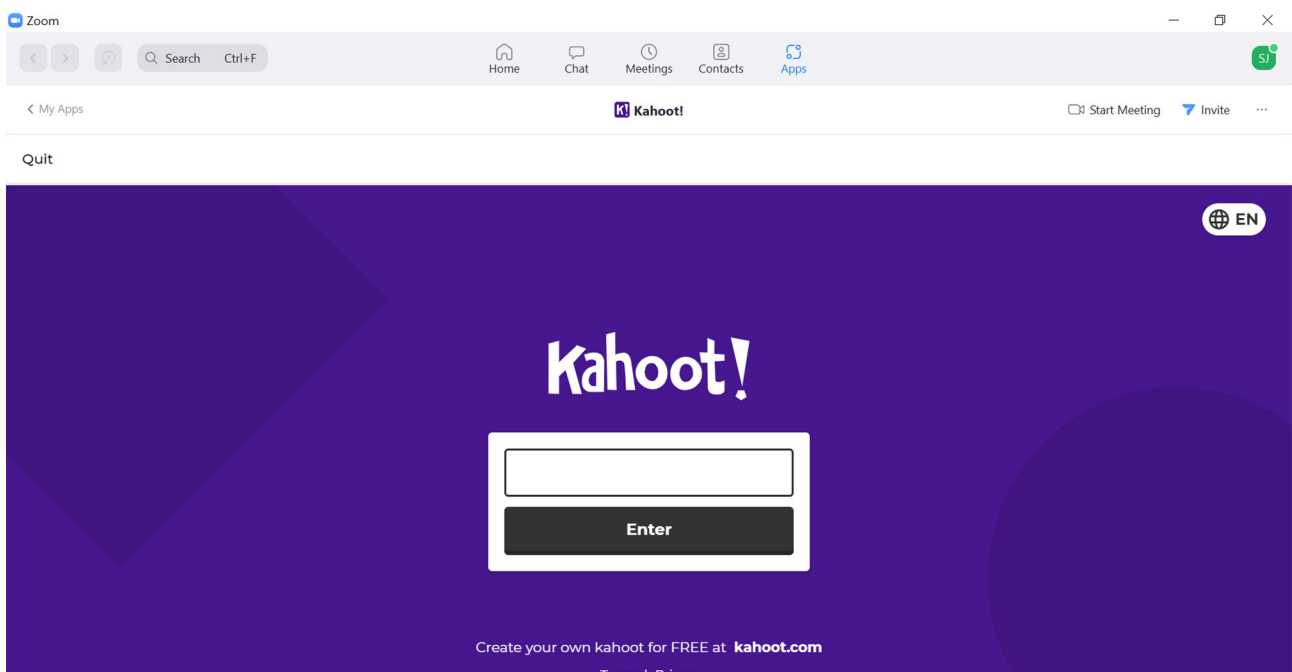 Zoom
Search Ctrl+F
Home Chat Meetings Contacts Apps
SJ
My Apps
K! Kahoot!
Start Meeting Invite ...
Quit
EN
Kahoot!
Enter
Create your own kahoot for FREE at kahoot.com